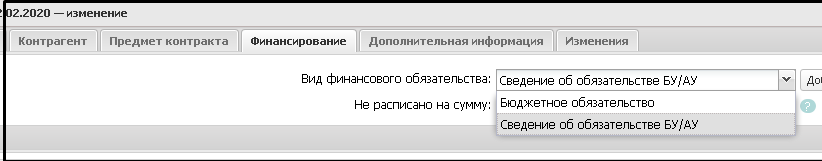 2.02.2020 — изменение
Контрагент Предмет контракта Финансирование Дополнительная информация Изменения
Вид финансового обязательства: Сведение об обязательстве БУ/АУ
Бюджетное обязательство
Не расписано на сумму: ?
Сведение об обязательстве БУ/АУ